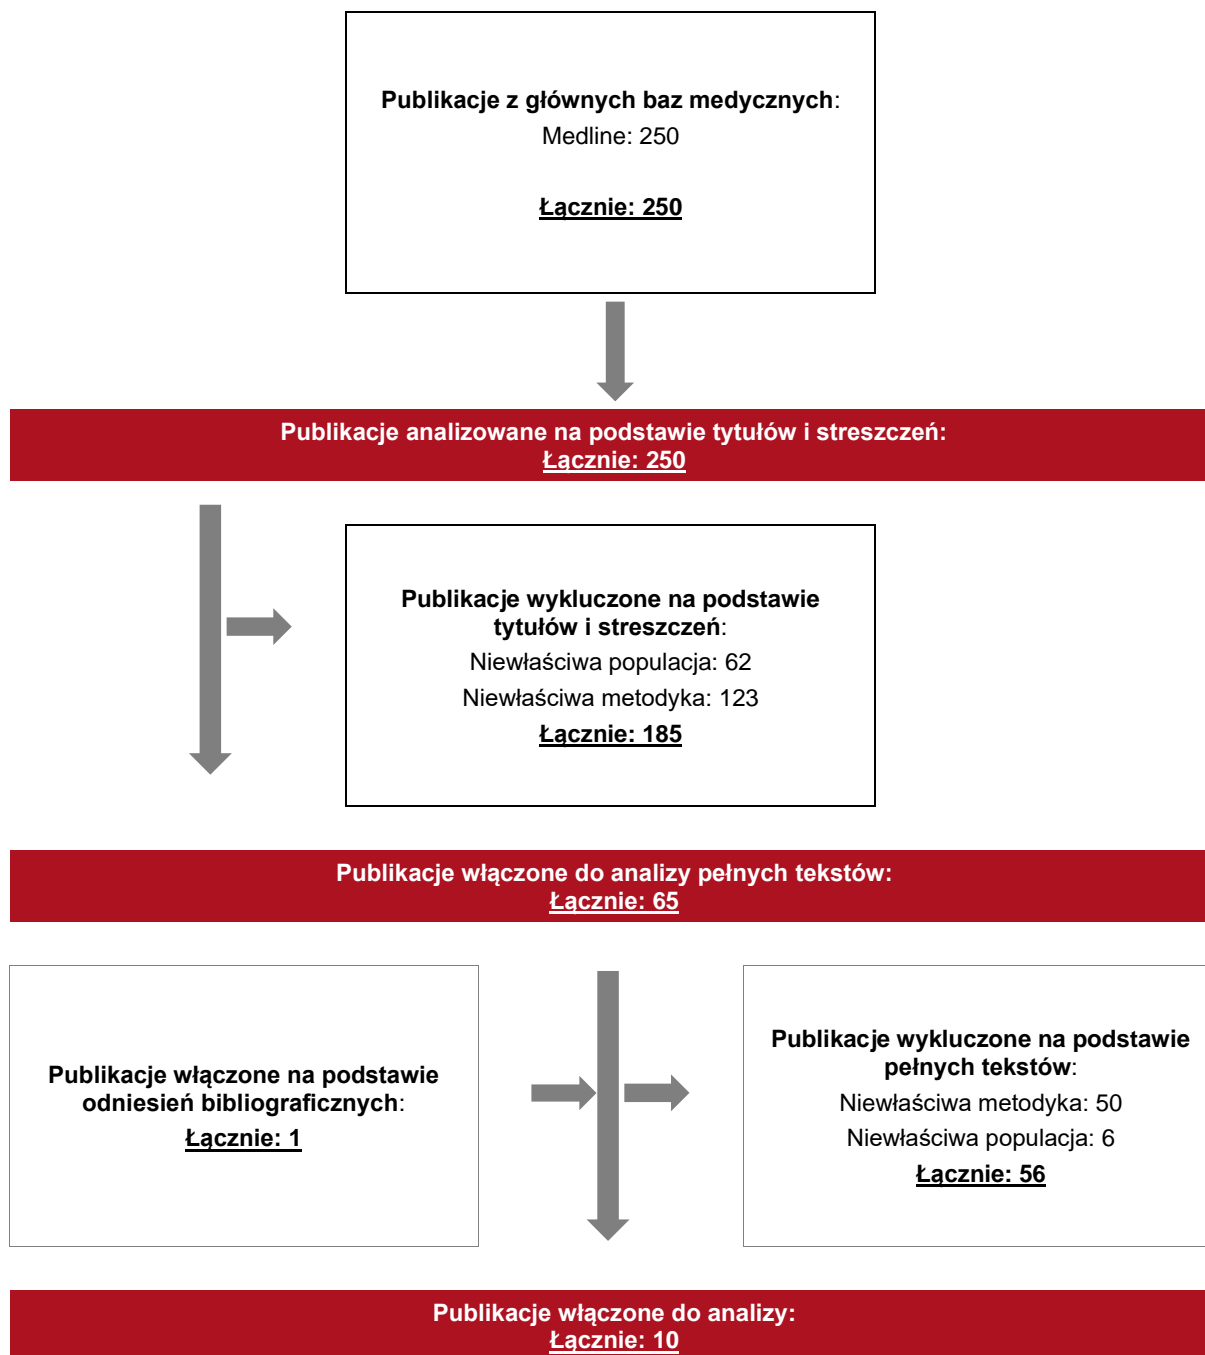 Publikacje z głównych baz medycznych:
Medline: 250
Łącznie: 250
Publikacje analizowane na podstawie tytułów i streszczeń:
Łącznie: 250
Publikacje wykluczone na podstawie
tytułów i streszczeń:
Niewłaściwa populacja: 62
Niewłaściwa metodyka: 123
Łącznie: 185
Publikacje włączone do analizy pełnych tekstów:
Łącznie: 65
Publikacje włączone na podstawie
odniesień bibliograficznych:
Łącznie: 1
Publikacje wykluczone na podstawie
pełnych tekstów:
Niewłaściwa metodyka: 50
Niewłaściwa populacja: 6
Łącznie: 56
Publikacje włączone do analizy:
Łącznie: 10